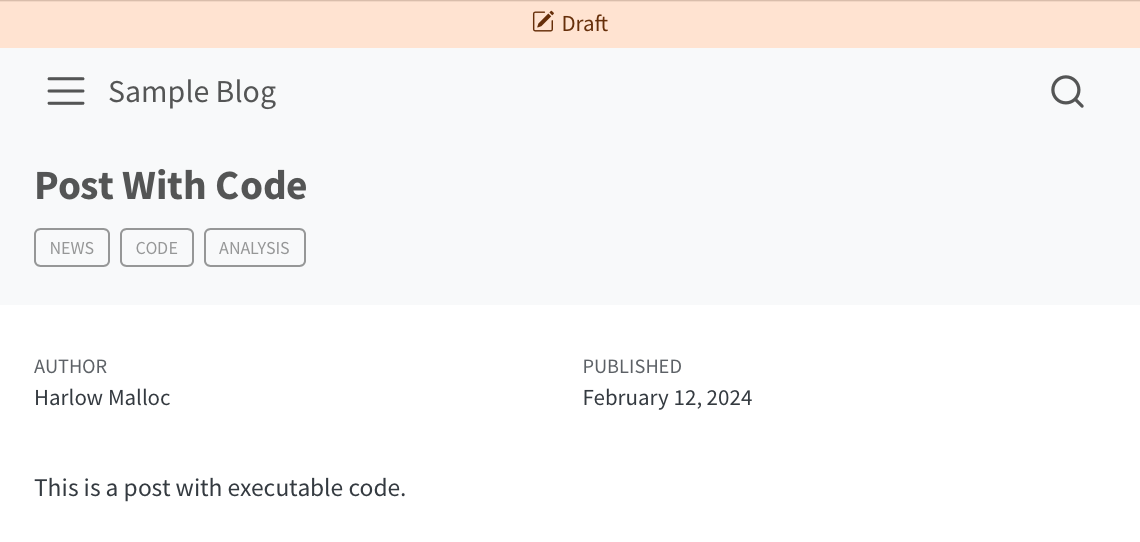 Draft
Sample Blog
Post With Code
NEWS CODE ANALYSIS
AUTHOR PUBLISHED
Harlow Malloc February 12, 2024
This is a post with executable code.